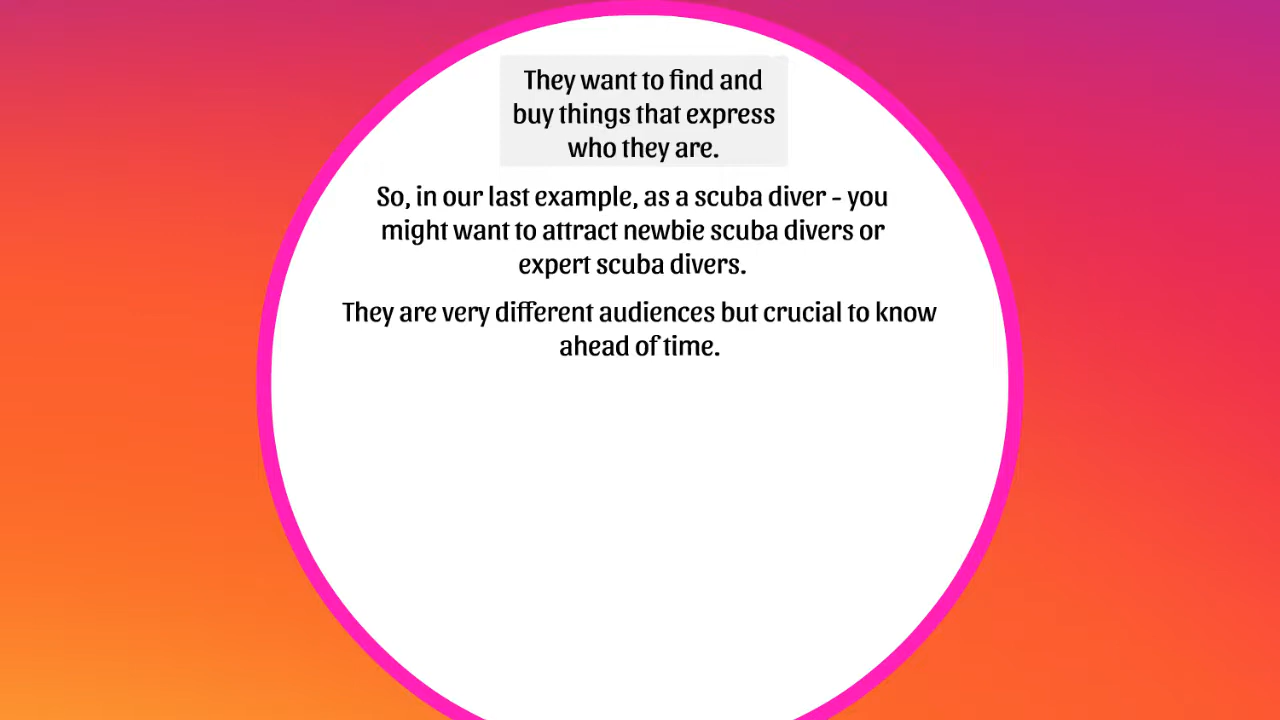 They want to find and
buy things that express
who they are.
So, in our last example, as a scuba diver - you
might want to attract newbie scuba divers or
expert scuba divers.
They are very different audiences but crucial to know
ahead of time.